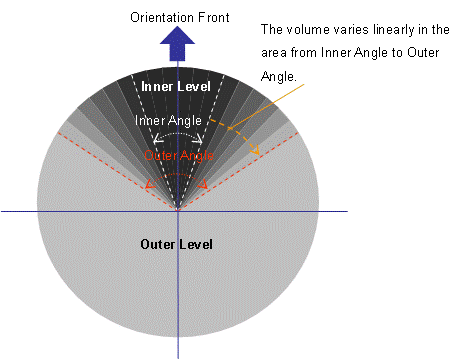 Orientation Front
The volume varies linearly in the
area from Inner Angle to Outer
Angle.
Inner Level
Inner Angle
Outer Angle
Outer Level